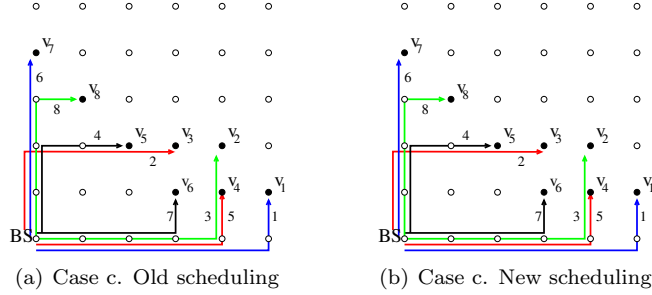 v7 v7
6 6
v8 v8
8 8
4 v5 v3 v2 4 v5 v3 v2
2 2
v6 v4 v1 v6 v4 v1
7 3 5 1 7 3 5 1
BS BS
(a) Case c. Old scheduling (b) Case c. New scheduling